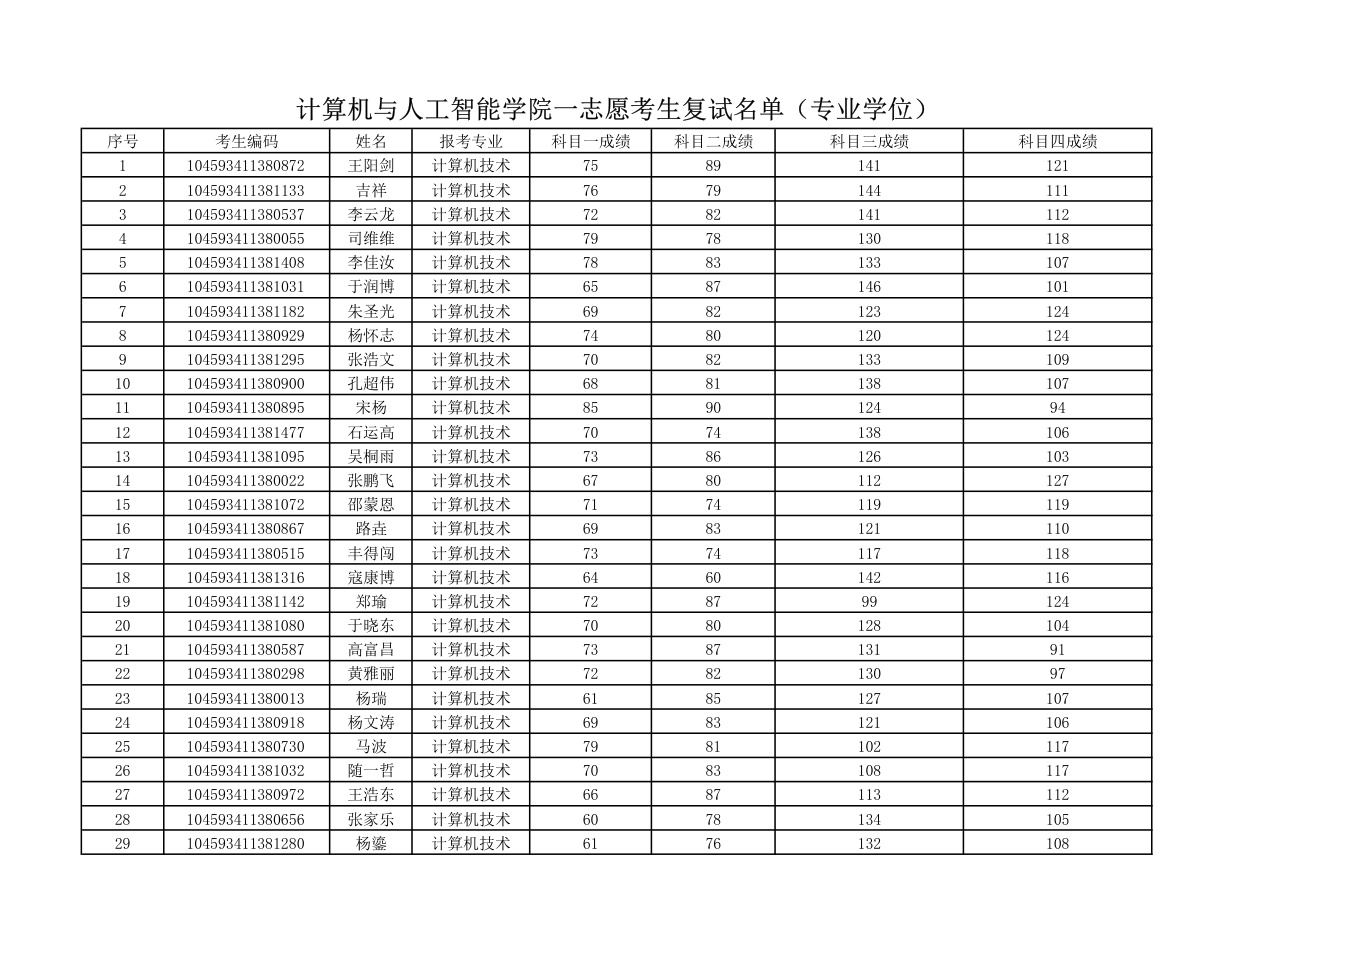 计算机与人工智能学院一志愿考生复试名单（专业学位）
序号 考生编码 姓名 报考专业 科目一成绩 科目二成绩 科目三成绩 科目四成绩
1 104593411380872 王阳剑 计算机技术 75 89 141 121
2 104593411381133 吉祥 计算机技术 76 79 144 111
3 104593411380537 李云龙 计算机技术 72 82 141 112
4 104593411380055 司维维 计算机技术 79 78 130 118
5 104593411381408 李佳汝 计算机技术 78 83 133 107
6 104593411381031 于润博 计算机技术 65 87 146 101
7 104593411381182 朱圣光 计算机技术 69 82 123 124
8 104593411380929 杨怀志 计算机技术 74 80 120 124
9 104593411381295 张浩文 计算机技术 70 82 133 109
10 104593411380900 孔超伟 计算机技术 68 81 138 107
11 104593411380895 宋杨 计算机技术 85 90 124 94
12 104593411381477 石运高 计算机技术 70 74 138 106
13 104593411381095 吴桐雨 计算机技术 73 86 126 103
14 104593411380022 张鹏飞 计算机技术 67 80 112 127
15 104593411381072 邵蒙恩 计算机技术 71 74 119 119
16 104593411380867 路垚 计算机技术 69 83 121 110
17 104593411380515 丰得闯 计算机技术 73 74 117 118
18 104593411381316 寇康博 计算机技术 64 60 142 116
19 104593411381142 郑瑜 计算机技术 72 87 99 124
20 104593411381080 于晓东 计算机技术 70 80 128 104
21 104593411380587 高富昌 计算机技术 73 87 131 91
22 104593411380298 黄雅丽 计算机技术 72 82 130 97
23 104593411380013 杨瑞 计算机技术 61 85 127 107
24 104593411380918 杨文涛 计算机技术 69 83 121 106
25 104593411380730 马波 计算机技术 79 81 102 117
26 104593411381032 随一哲 计算机技术 70 83 108 117
27 104593411380972 王浩东 计算机技术 66 87 113 112
28 104593411380656 张家乐 计算机技术 60 78 134 105
29 104593411381280 杨鎏 计算机技术 61 76 132 108